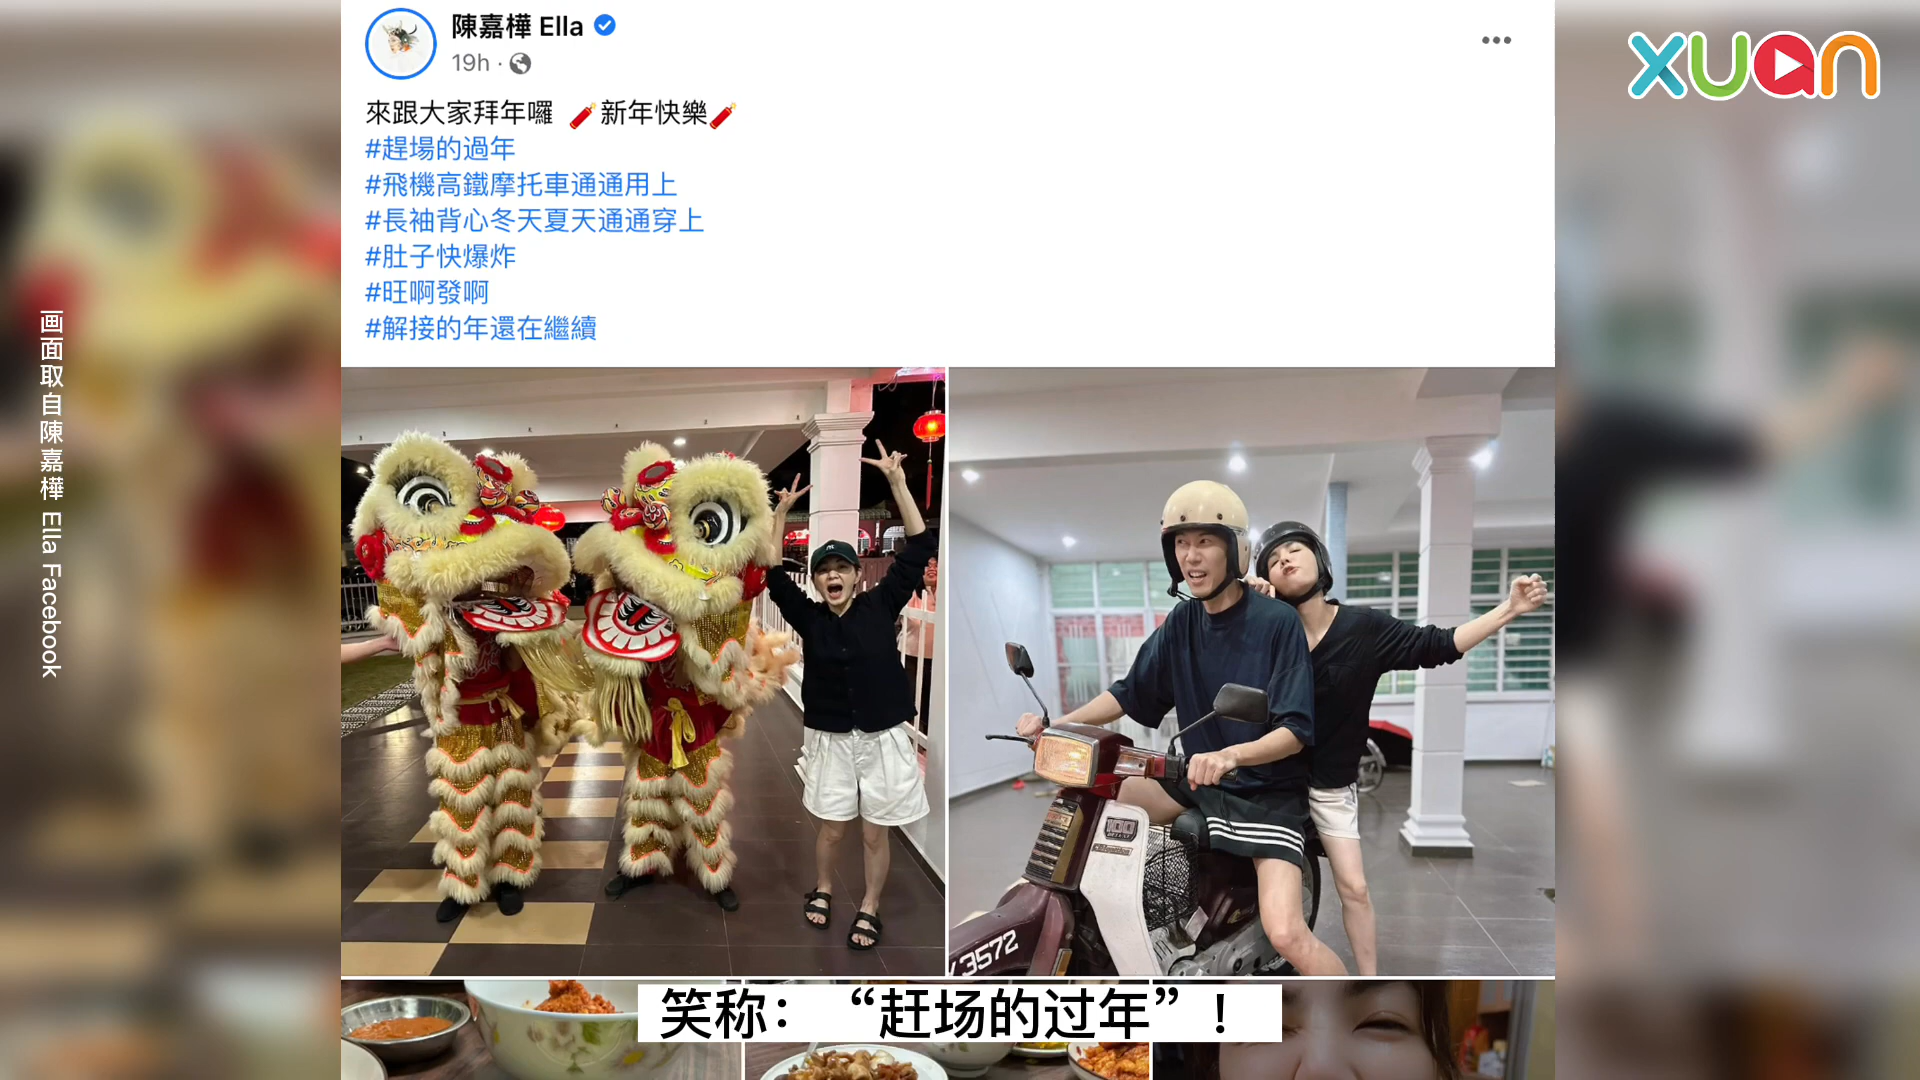 陳嘉樺 Ella
19h
來跟大家拜年囉 新年快樂
#趕場的過年
#飛機高鐵摩托車通通用上
#長袖背心冬天夏天通通穿上
#肚子快爆炸
#旺啊發啊
#解接的年還在繼續
xuan
画面取自陳嘉樺 Ella Facebook
100
3572
笑称：“赶场的过年”！